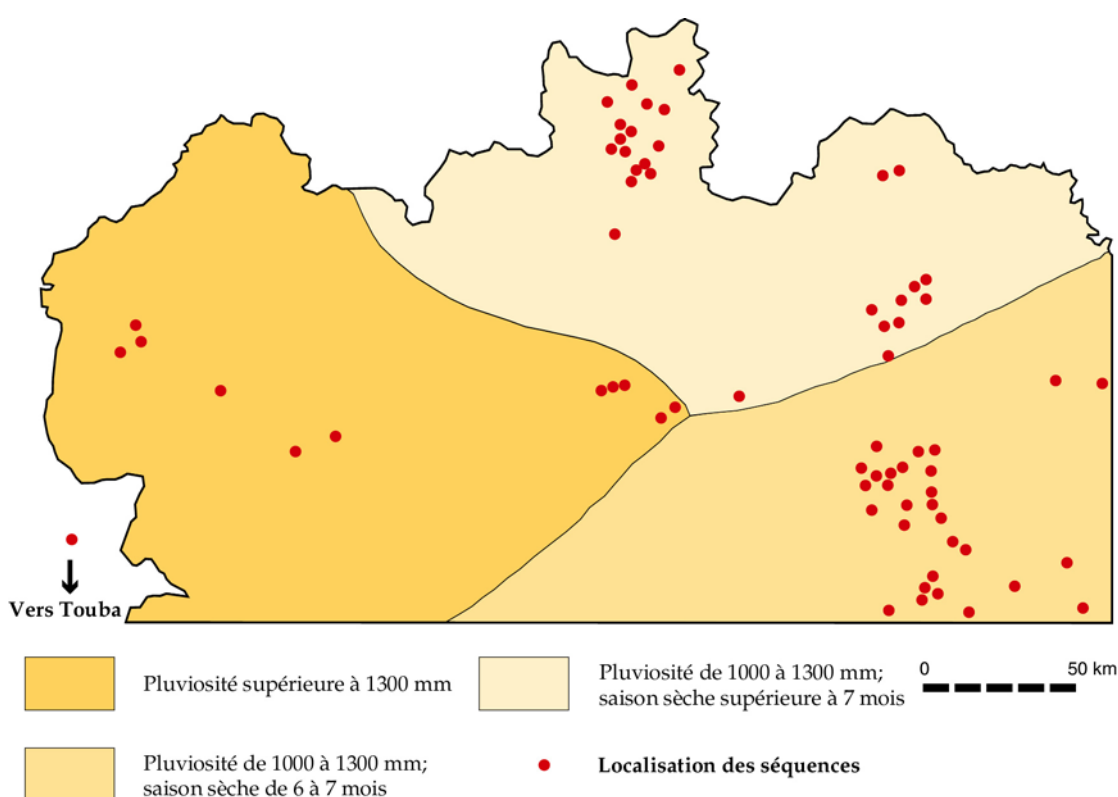 Vers Touba
Pluviosité supérieure à 1300 mm
Pluviosité de 1000 à 1300 mm;
saison sèche supérieure à 7 mois
0 50 km
Pluviosité de 1000 à 1300 mm;
saison sèche de 6 à 7 mois
Localisation des séquences